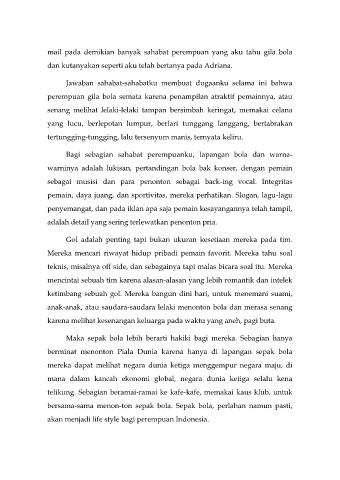 mail pada demikian banyak sahabat perempuan yang aku tahu gila bola
dan kutanyakan seperti aku telah bertanya pada Adriana.
Jawaban sahabat-sahabatku membuat dugaanku selama ini bahwa
perempuan gila bola semata karena penampilan atraktif pemainnya, atau
senang melihat lelaki-lelaki tampan bersimbah keringat, memakai celana
yang lucu, berlepotan lumpur, berlari tunggang langgang, bertabrakan
tertungging-tungging, lalu tersenyum manis, ternyata keliru.
Bagi sebagian sahabat perempuanku, lapangan bola dan warna-
warninya adalah lukisan, pertandingan bola bak konser, dengan pemain
sebagai musisi dan para penonton sebagai back-ing vocal. Integritas
pemain, daya juang, dan sportivitas, mereka perhatikan. Slogan, lagu-lagu
penyemangat, dan pada iklan apa saja pemain kesayangannya telah tampil,
adalah detail yang sering terlewatkan penonton pria.
Gol adalah penting tapi bukan ukuran kesetiaan mereka pada tim.
Mereka mencari riwayat hidup pribadi pemain favorit. Mereka tahu soal
teknis, misalnya off side, dan sebagainya tapi malas bicara soal itu. Mereka
mencintai sebuah tim karena alasan-alasan yang lebih romantik dan intelek
ketimbang sebuah gol. Mereka bangun dini hari, untuk menemani suami,
anak-anak, atau saudara-saudara lelaki menonton bola dan merasa senang
karena melihat kesenangan keluarga pada waktu yang aneh, pagi buta.
Maka sepak bola lebih berarti hakiki bagi mereka. Sebagian hanya
berminat menonton Piala Dunia karena hanya di lapangan sepak bola
mereka dapat melihat negara dunia ketiga menggempur negara maju, di
mana dalam kancah ekonomi global, negara dunia ketiga selalu kena
telikung. Sebagian beramai-ramai ke kafe-kafe, memakai kaus klub, untuk
bersama-sama menon-ton sepak bola. Sepak bola, perlahan namun pasti,
akan menjadi life style bagi perempuan Indonesia.